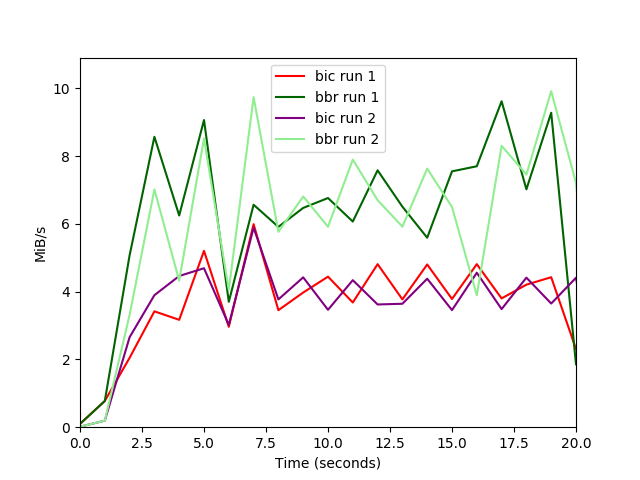 bic run 1
bbr run 1
bic run 2
bbr run 2
10
8
6
4
2
0
MiB/s
0.0 2.5 5.0 7.5 10.0 12.5 15.0 17.5 20.0
Time (seconds)